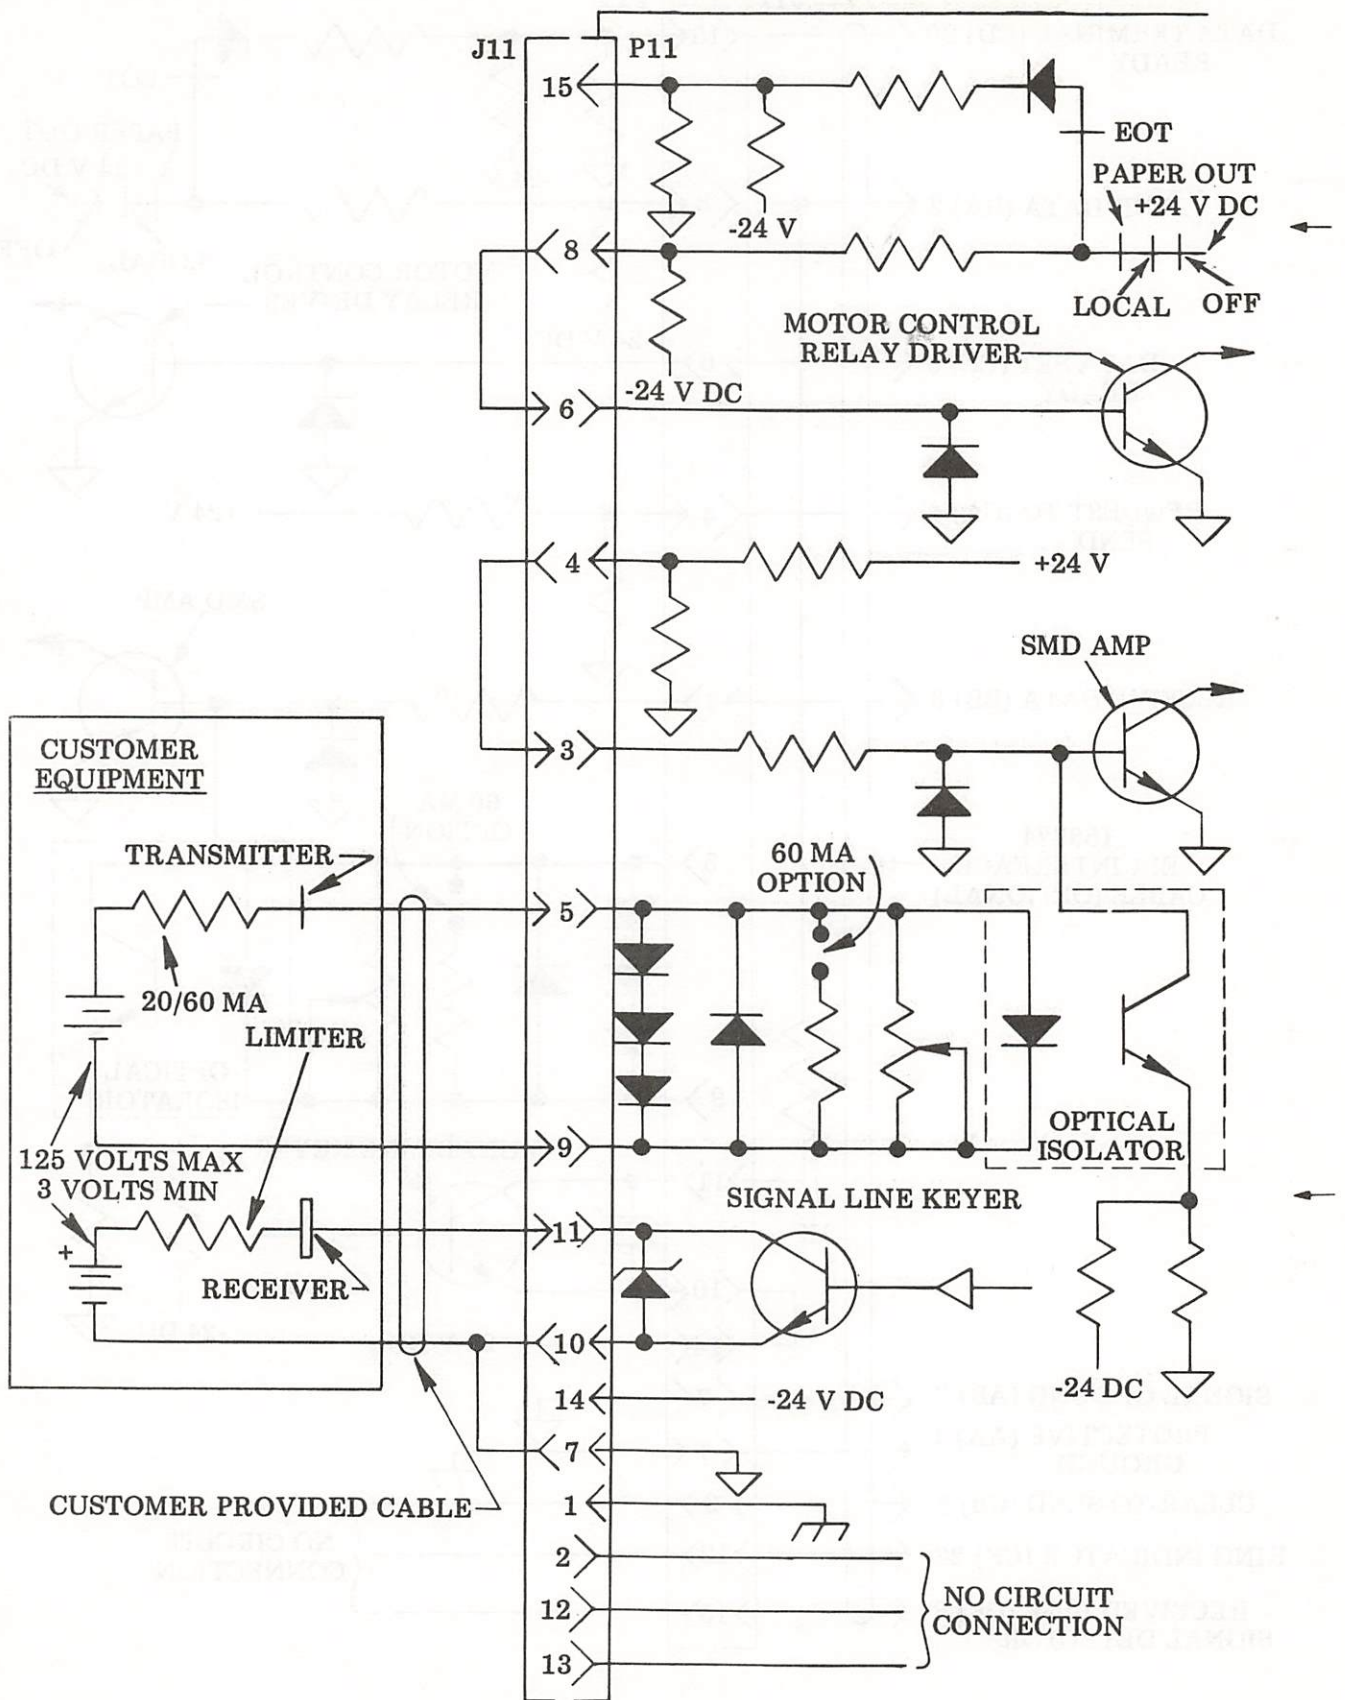 J11 P11
15
EOT
PAPER OUT
+24 V DC
-24 V
8
LOCAL OFF
MOTOR CONTROL
RELAY DRIVER
-24 V DC
6
4
+24 V
SMD AMP
3
CUSTOMER
EQUIPMENT
TRANSMITTER
60 MA
OPTION
5
20/60 MA
LIMITER
OPTICAL
ISOLATOR
9
125 VOLTS MAX
3 VOLTS MIN
SIGNAL LINE KEYER
11
+
RECEIVER
10
-24 DC
14
-24 V DC
7
CUSTOMER PROVIDED CABLE
1
2
12
NO CIRCUIT
CONNECTION
13